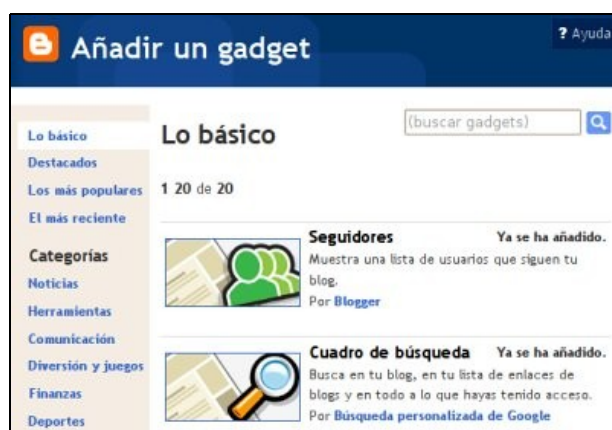 Añadir un gadget
? Ayuda
Lo básico
Destacados
Los más populares
El más reciente
Categorías
Noticias
Herramientas
Comunicación
Diversión y juegos
Finanzas
Deportes
(buscar gadgets)
Lo básico
1 20 de 20
Seguidores
Ya se ha añadido.
Muestra una lista de usuarios que siguen tu
blog.
Por Blogger
Cuadro de búsqueda
Ya se ha añadido.
Busca en tu blog, en tu lista de enlaces de
blogs y en todo a lo que hayas tenido acceso.
Por Búsqueda personalizada de Google